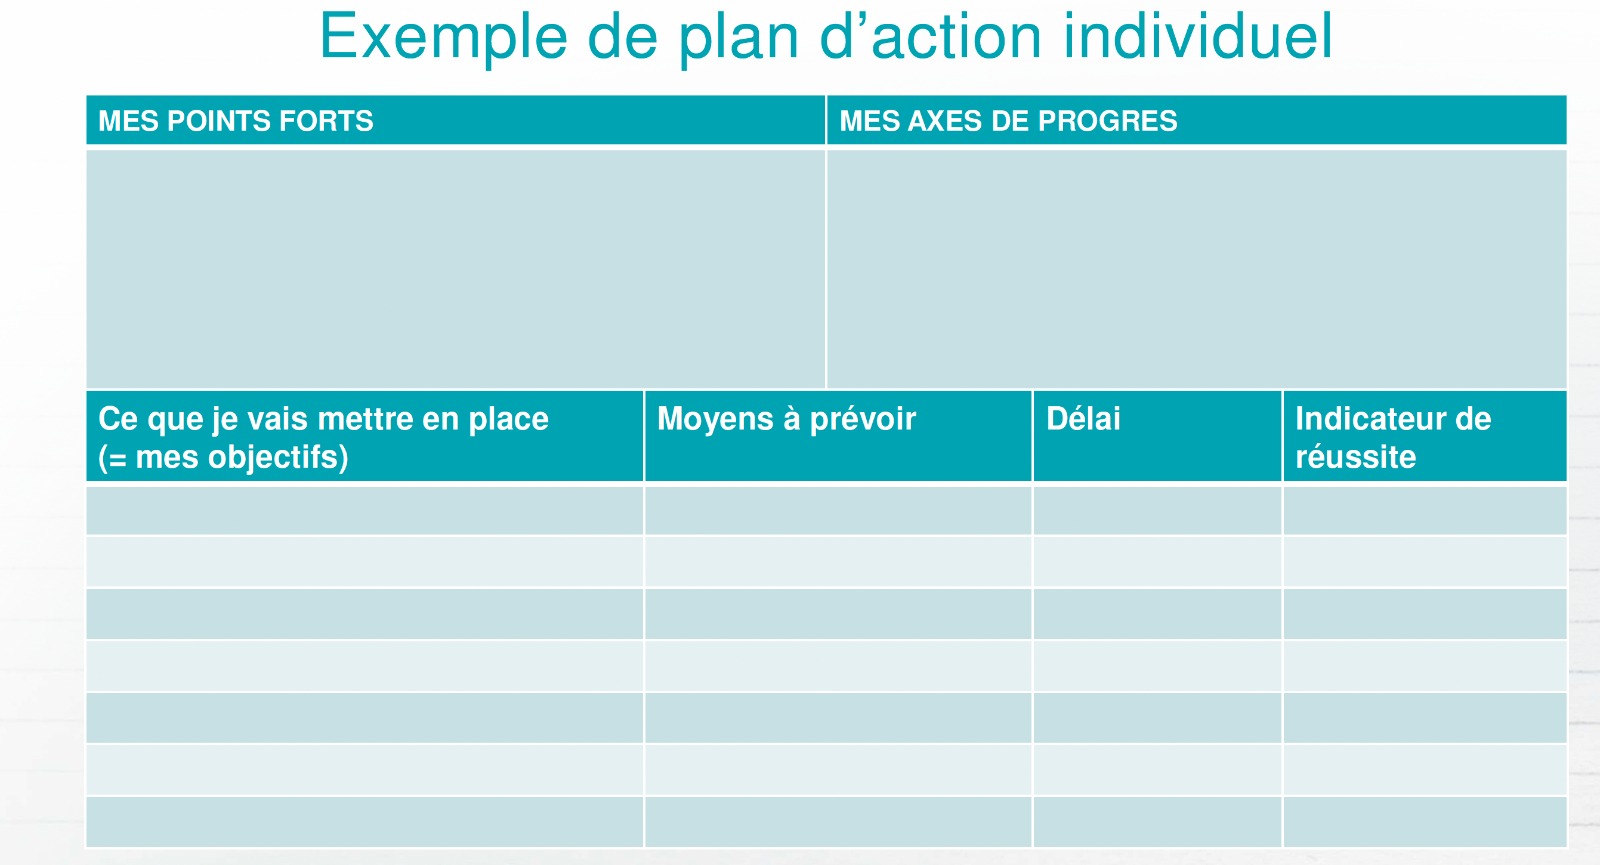 Exemple de plan d’action individuel
MES POINTS FORTS
MES AXES DE PROGRES
Ce que je vais mettre en place
(= mes objectifs)
Moyens à prévoir
Délai
Indicateur de
réussite